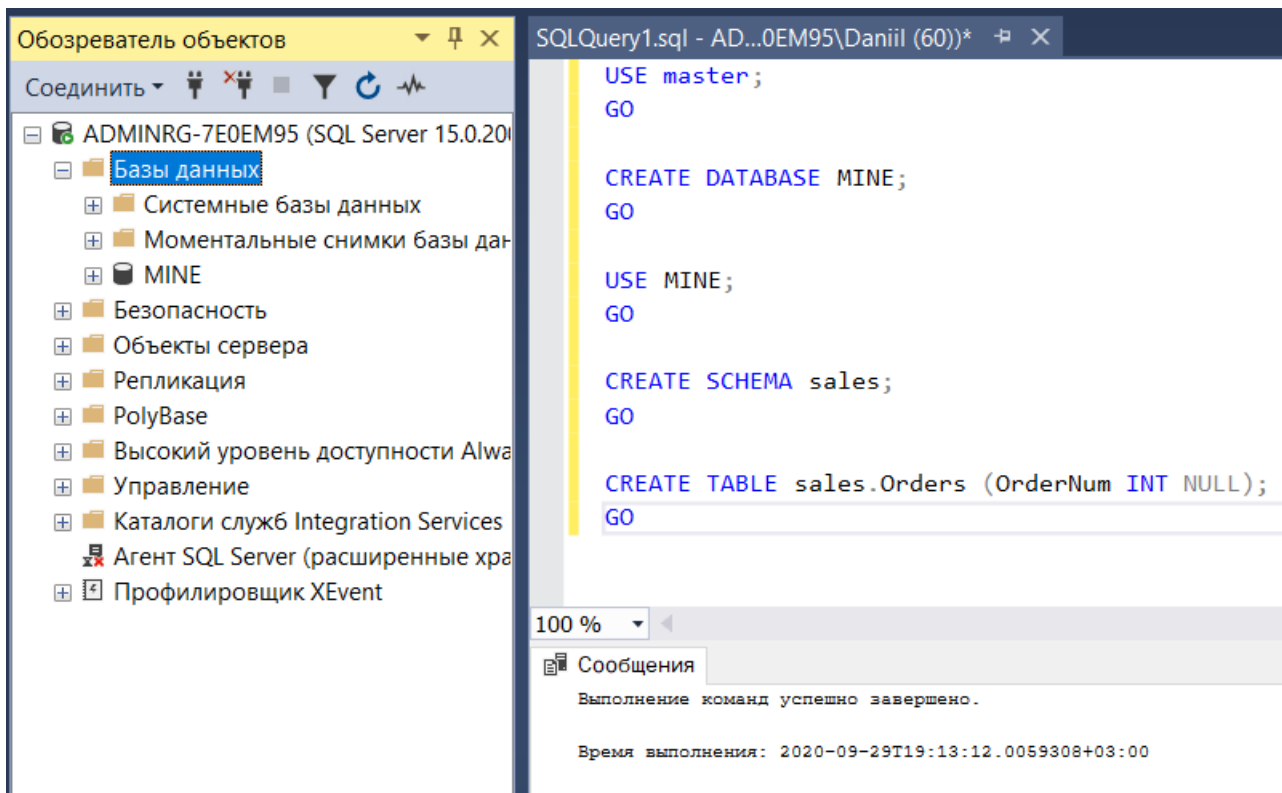 Обозреватель объектов
Соединить
ADMINRG-7E0EM95 (SQL Server 15.0.20
Базы данных
Системные базы данных
Моментальные снимки базы дан
MINE
Безопасность
Объекты сервера
Репликация
PolyBase
Высокий уровень доступности Alwa
Управление
Каталоги служб Integration Services
Агент SQL Server (расширенные хра
Профилировщик XEvent
SQLQuery1.sql - AD...0EM95\Daniil (60))*
USE master;
GO
CREATE DATABASE MINE;
GO
USE MINE;
GO
CREATE SCHEMA sales;
GO
CREATE TABLE sales.Orders (OrderNum INT NULL);
GO
100 %
Сообщения
Выполнение команд успешно завершено.
Время выполнения: 2020-09-29T19:13:12.0059308+03:00